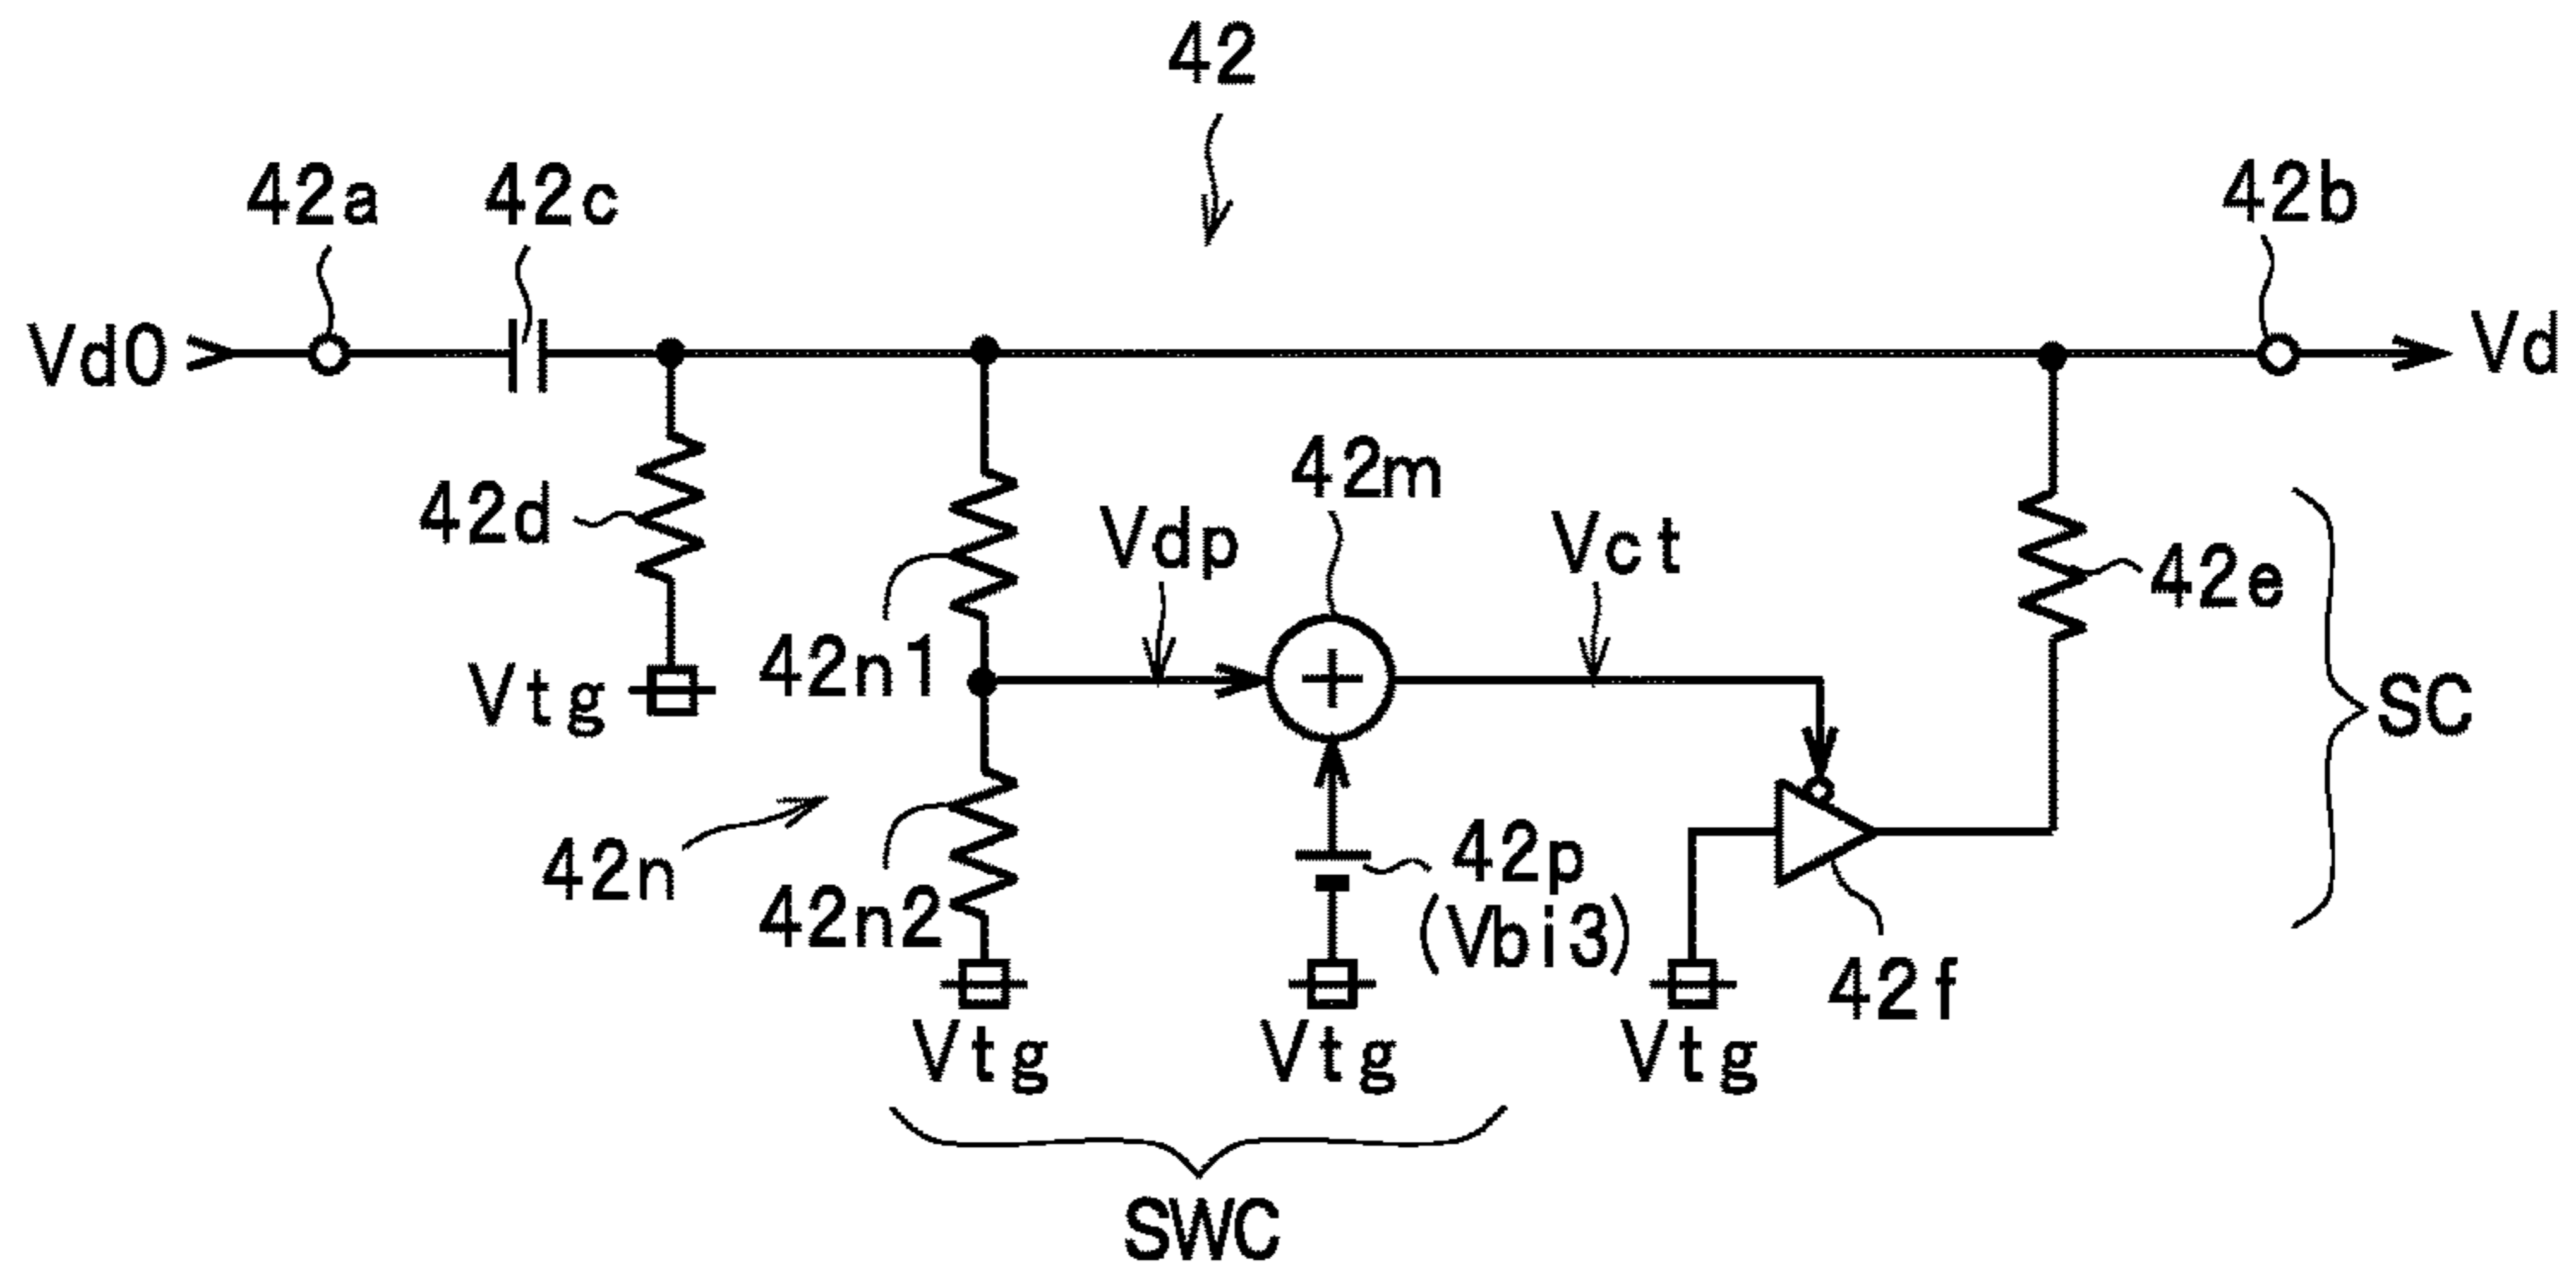 42
42a
42c
42b
Vd0
Vd
42m
42d
Vdp
Vct
42e
42n1
Vtg
SC
42n
42n2
42p
(Vbi3)
42f
Vtg
Vtg
Vtg
SWC